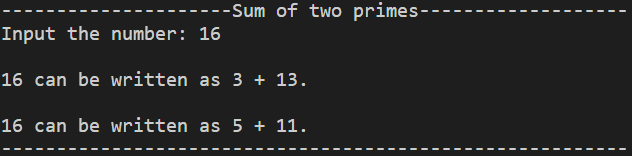 ---------------------Sum of two primes-------------------
Input the number: 16
16 can be written as 3 + 13.
16 can be written as 5 + 11.
---------------------------------------------------------